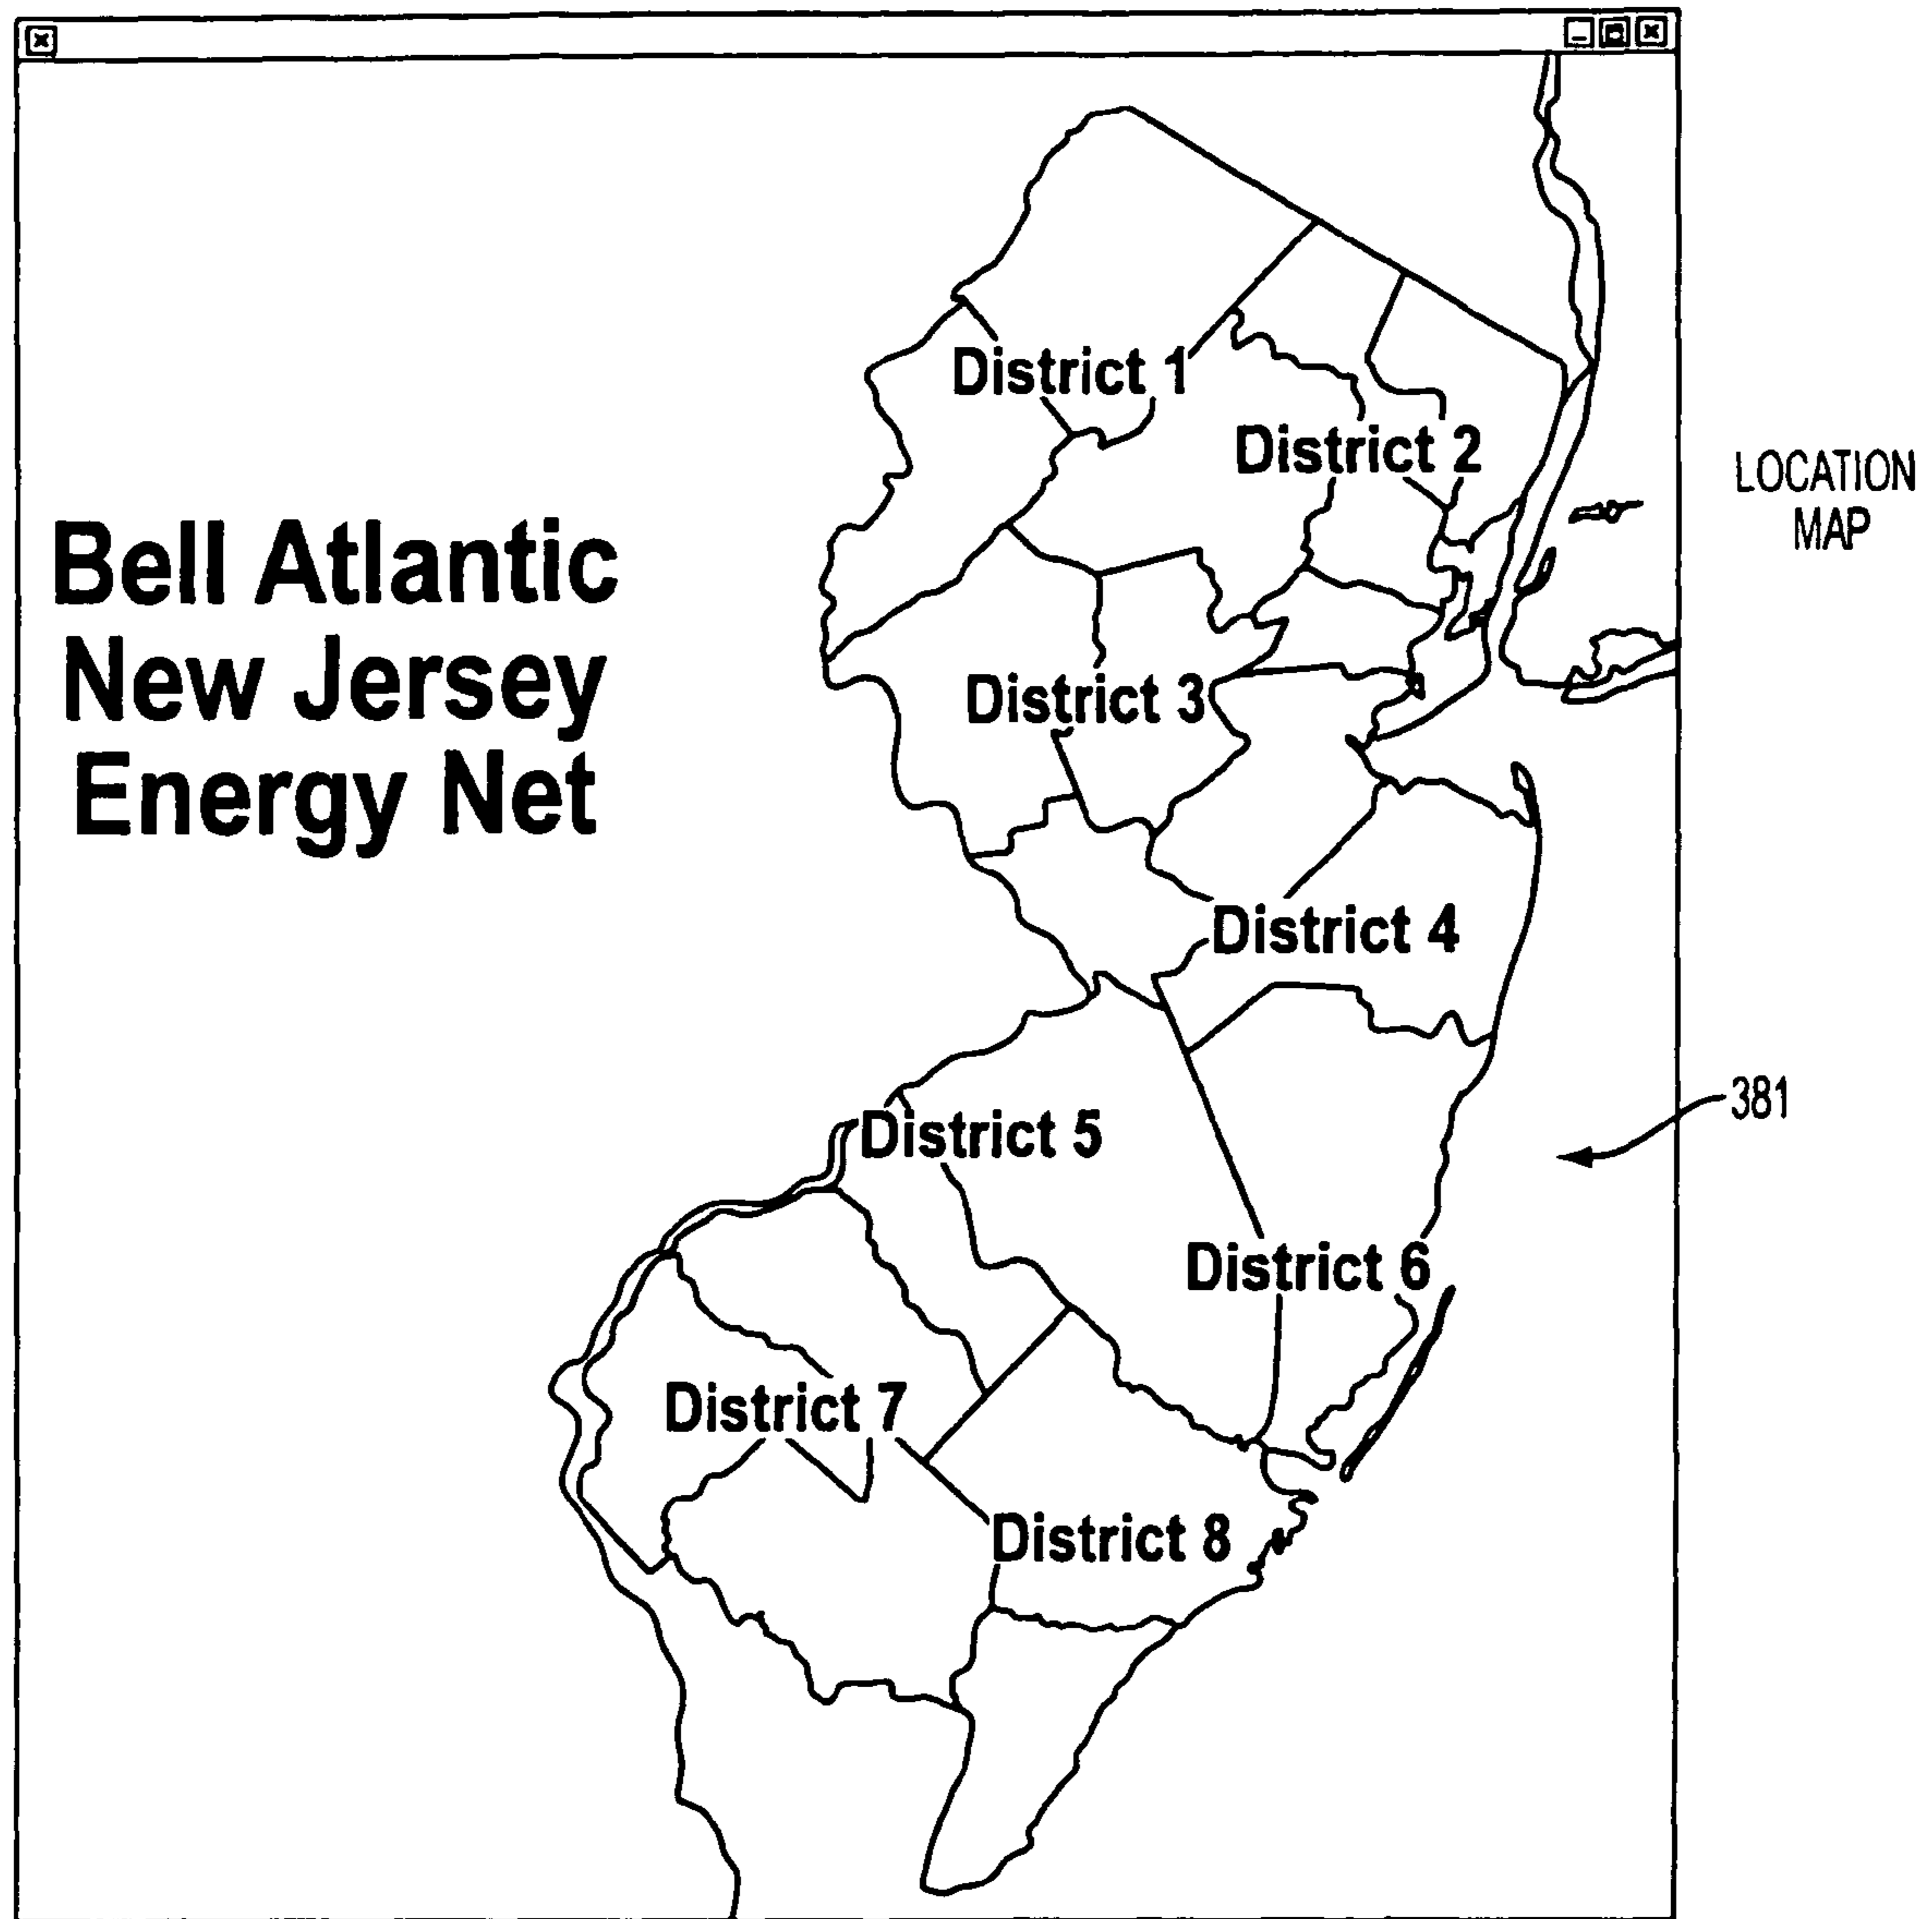 District 1
District 2
LOCATION
MAP
Bell Atlantic
New Jersey
Energy Net
District 3
District 4
381
District 5
District 6
District 7
District 8